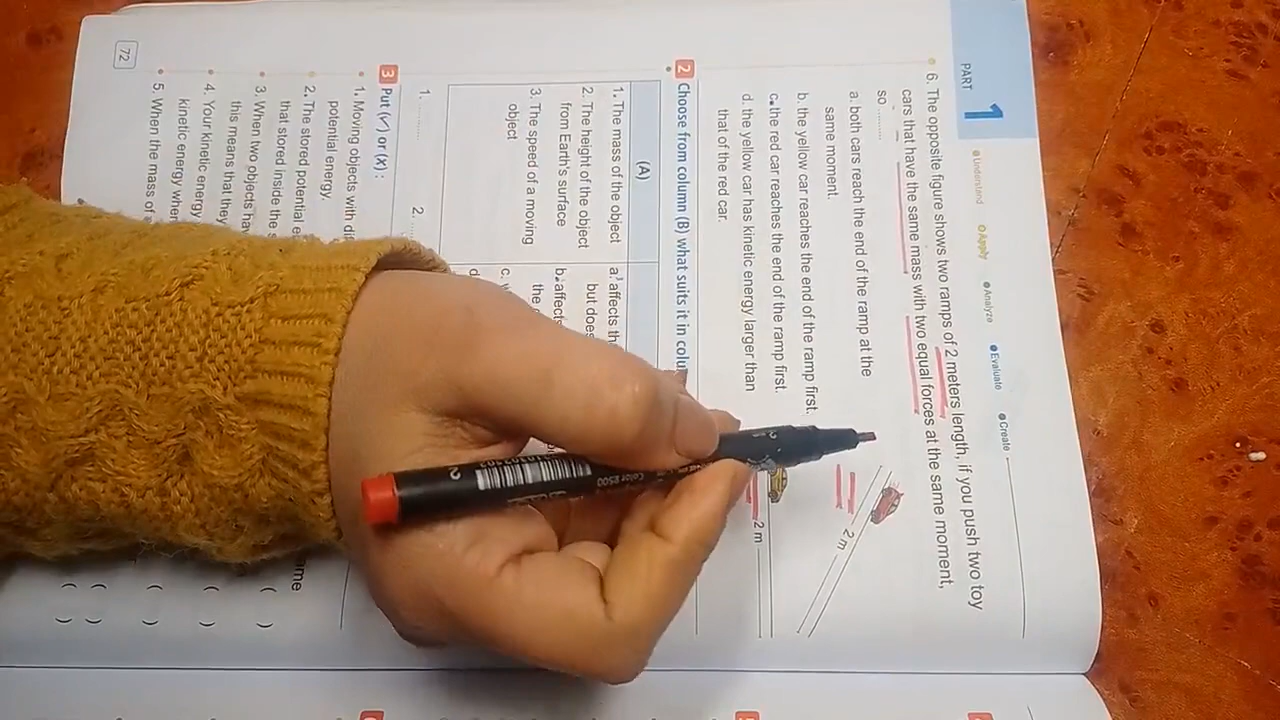 PART 1
Understand Apply Analyze Evaluate Create
6. The opposite figure shows two ramps of 2 meters length, if you push two toy
cars that have the same mass with two equal forces at the same moment,
so ..........
a. both cars reach the end of the ramp at the
same moment.
b. the yellow car reaches the end of the ramp first.
c. the red car reaches the end of the ramp first.
d. the yellow car has kinetic energy larger than
that of the red car.
2 m
2 m
2 Choose from column (B) what suits it in colu
(A)
1. The mass of the object
2. The height of the object
from Earth's surface
3. The speed of a moving
object
a. affects th
but does
b. affects
the
c.
d
1. ..........
2. ..........
3 Put (✓) or (X) :
1. Moving objects with di
potential energy.
2. The stored potential e
that stored inside the s
ame
3. When two objects hav
this means that they
4. Your kinetic energy
kinetic energy when
5. When the mass of
( )
( )
( )
( )
( )
72
2
Color 8500